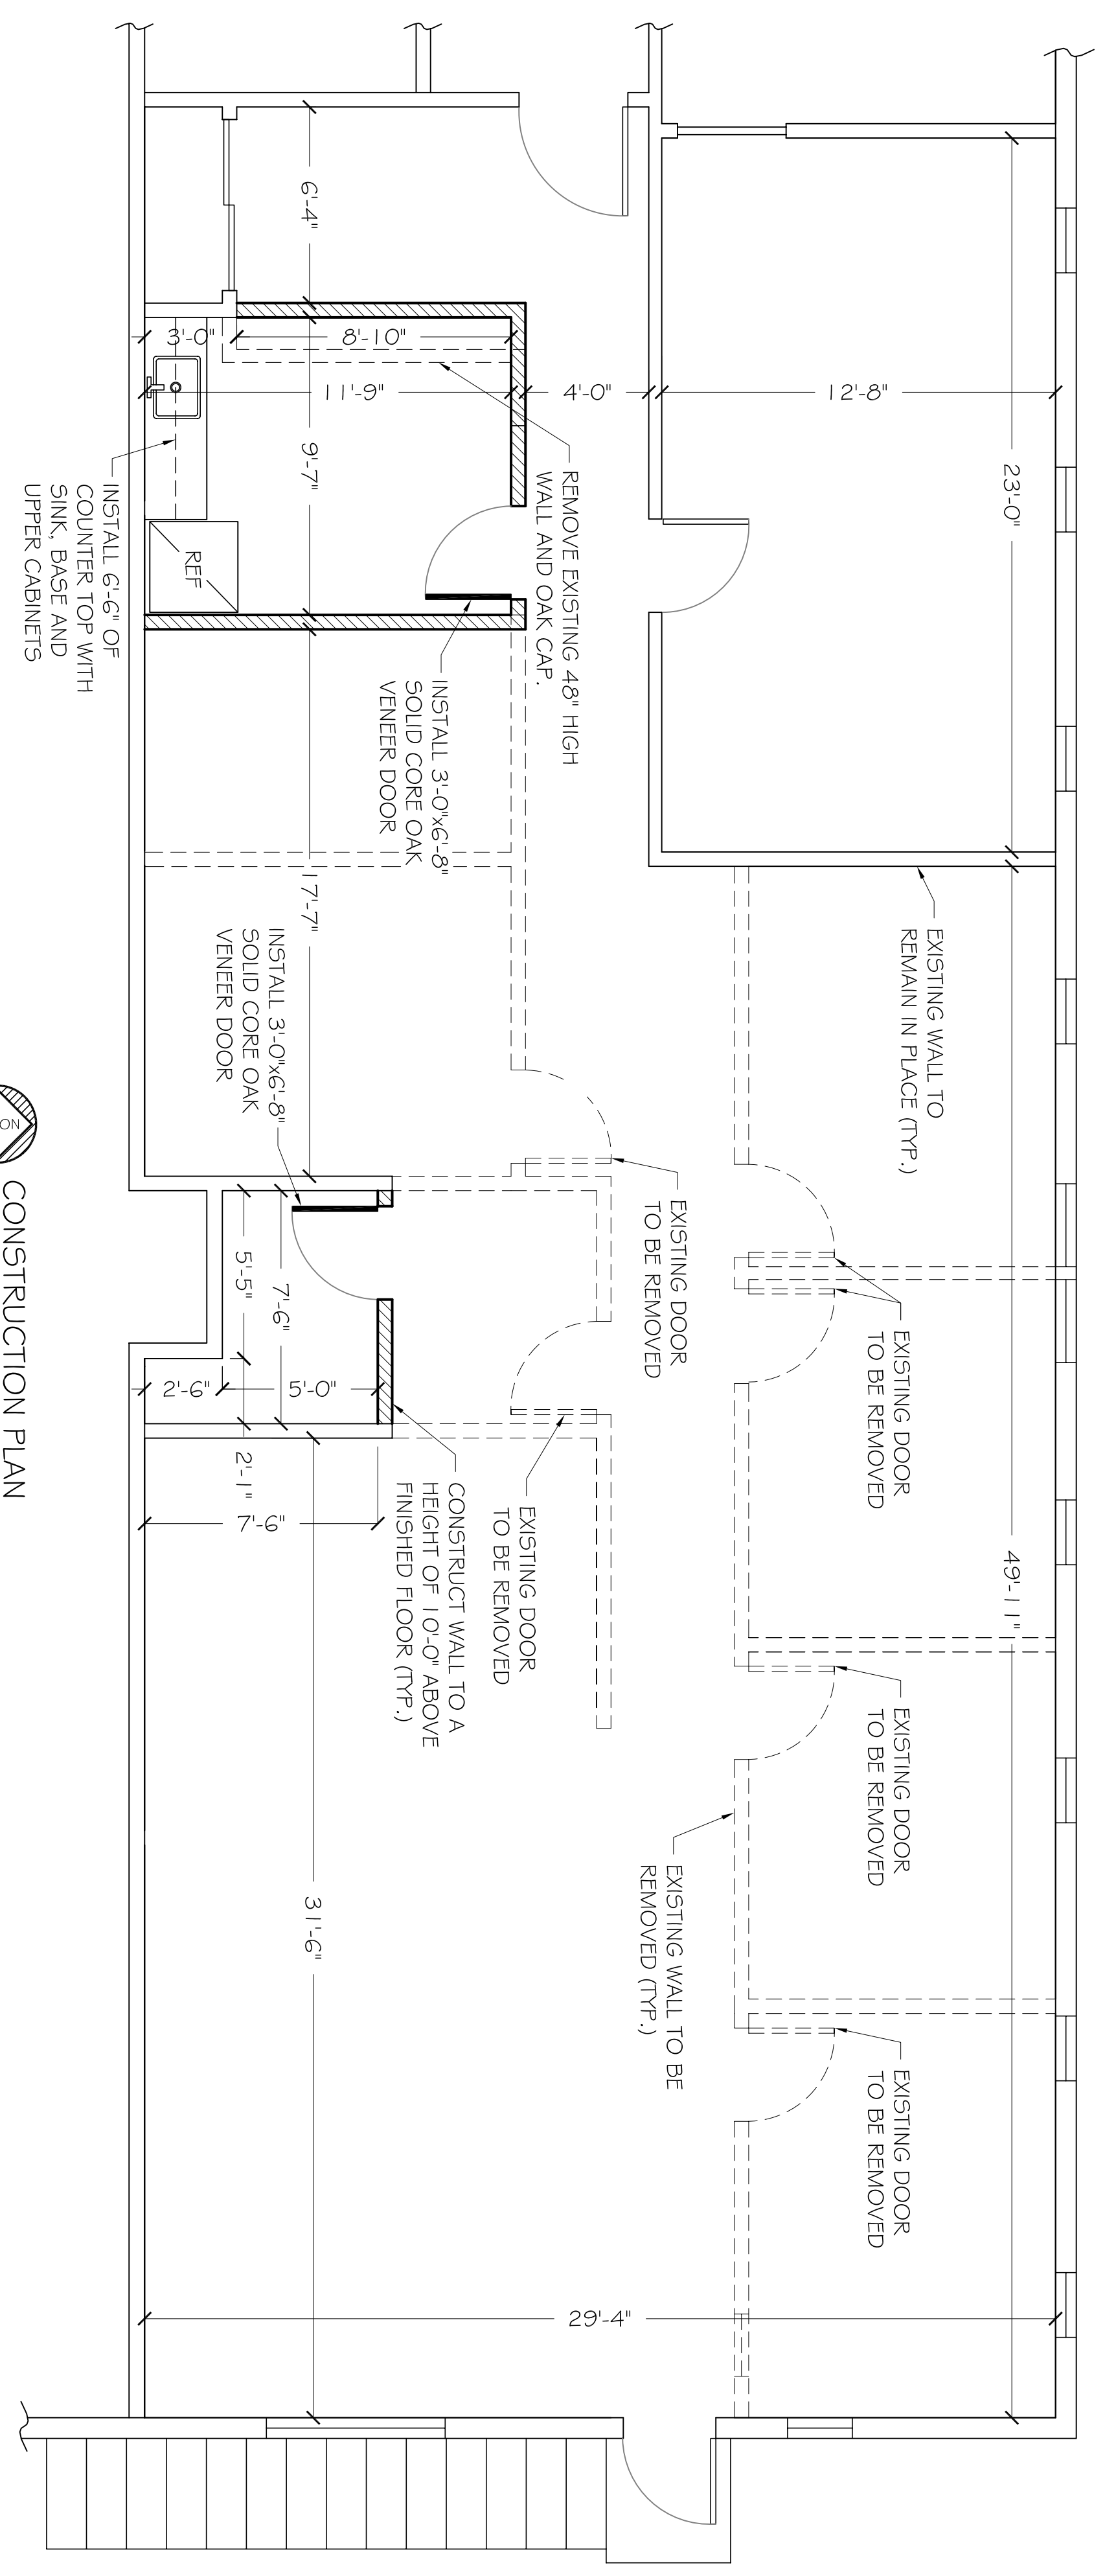 23'-0"
12'-8"
4'-0"
6'-4"
3'-0"
8'-10"
11'-9"
9'-7"
REF
INSTALL 6'-6" OF
COUNTER TOP WITH
SINK, BASE AND
UPPER CABINETS
REMOVE EXISTING 48" HIGH
WALL AND OAK CAP.
INSTALL 3'-0"x6'-8"
SOLID CORE OAK
VENEER DOOR
17'-7"
INSTALL 3'-0"x6'-8"
SOLID CORE OAK
VENEER DOOR
EXISTING WALL TO
REMAIN IN PLACE (TYP.)
EXISTING DOOR
TO BE REMOVED
EXISTING DOOR
TO BE REMOVED
5'-5"
7'-6"
2'-6"
5'-0"
2'-1"
7'-6"
CONSTRUCT WALL TO A
HEIGHT OF 10'-0" ABOVE
FINISHED FLOOR (TYP.)
EXISTING DOOR
TO BE REMOVED
49'-11"
EXISTING DOOR
TO BE REMOVED
EXISTING WALL TO BE
REMOVED (TYP.)
EXISTING DOOR
TO BE REMOVED
31'-6"
29'-4"
CONSTRUCTION PLAN